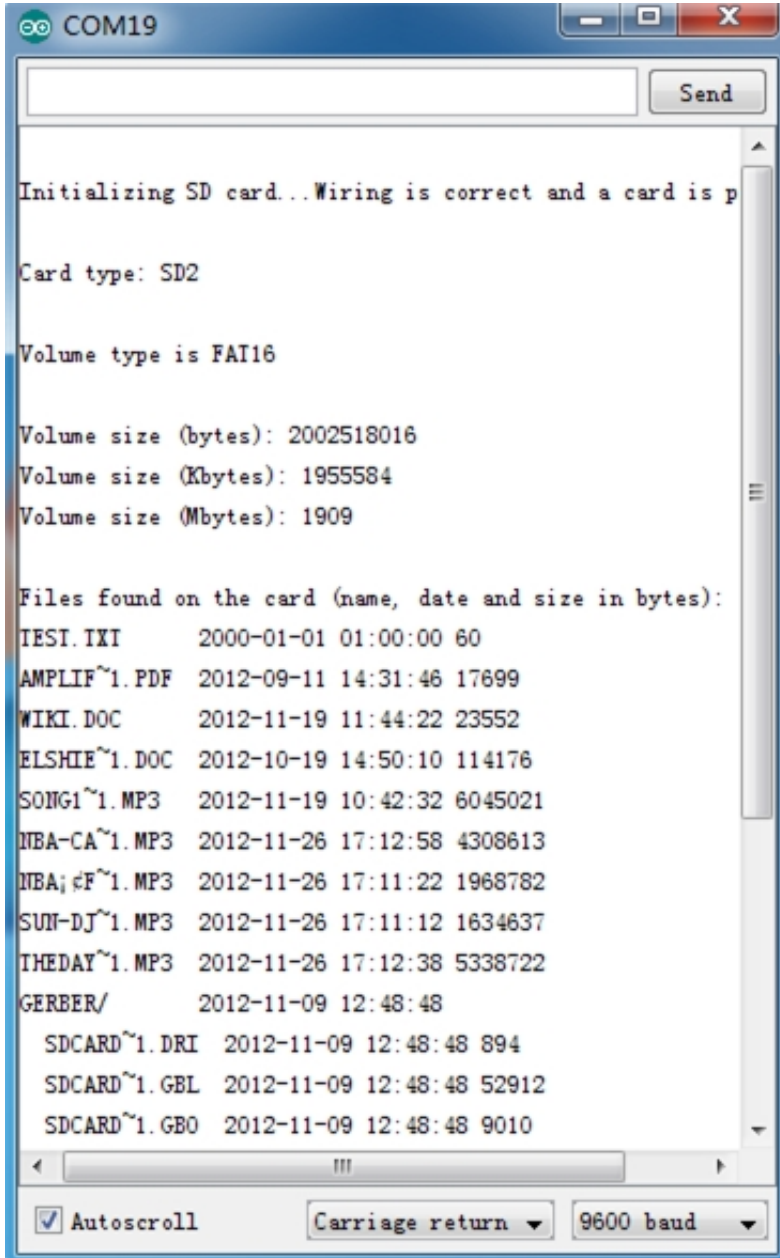 COM19
Send
Initializing SD card...Wiring is correct and a card is p
Card type: SD2
Volume type is FAT16
Volume size (bytes): 2002518016
Volume size (Kbytes): 1955584
Volume size (Mbytes): 1909
Files found on the card (name, date and size in bytes):
TEST.TXT 2000-01-01 01:00:00 60
AMPLIF~1.PDF 2012-09-11 14:31:46 17699
WIKI.DOC 2012-11-19 11:44:22 23552
ELSHIE~1.DOC 2012-10-19 14:50:10 114176
SONG1~1.MP3 2012-11-19 10:42:32 6045021
NBA-CA~1.MP3 2012-11-26 17:12:58 4308613
NBA¡¢F~1.MP3 2012-11-26 17:11:22 1968782
SUN-DJ~1.MP3 2012-11-26 17:11:12 1634637
THEDAY~1.MP3 2012-11-26 17:12:38 5338722
GERBER/ 2012-11-09 12:48:48
SDCARD~1.DRI 2012-11-09 12:48:48 894
SDCARD~1.GBL 2012-11-09 12:48:48 52912
SDCARD~1.GBO 2012-11-09 12:48:48 9010
Autoscroll
Carriage return
9600 baud